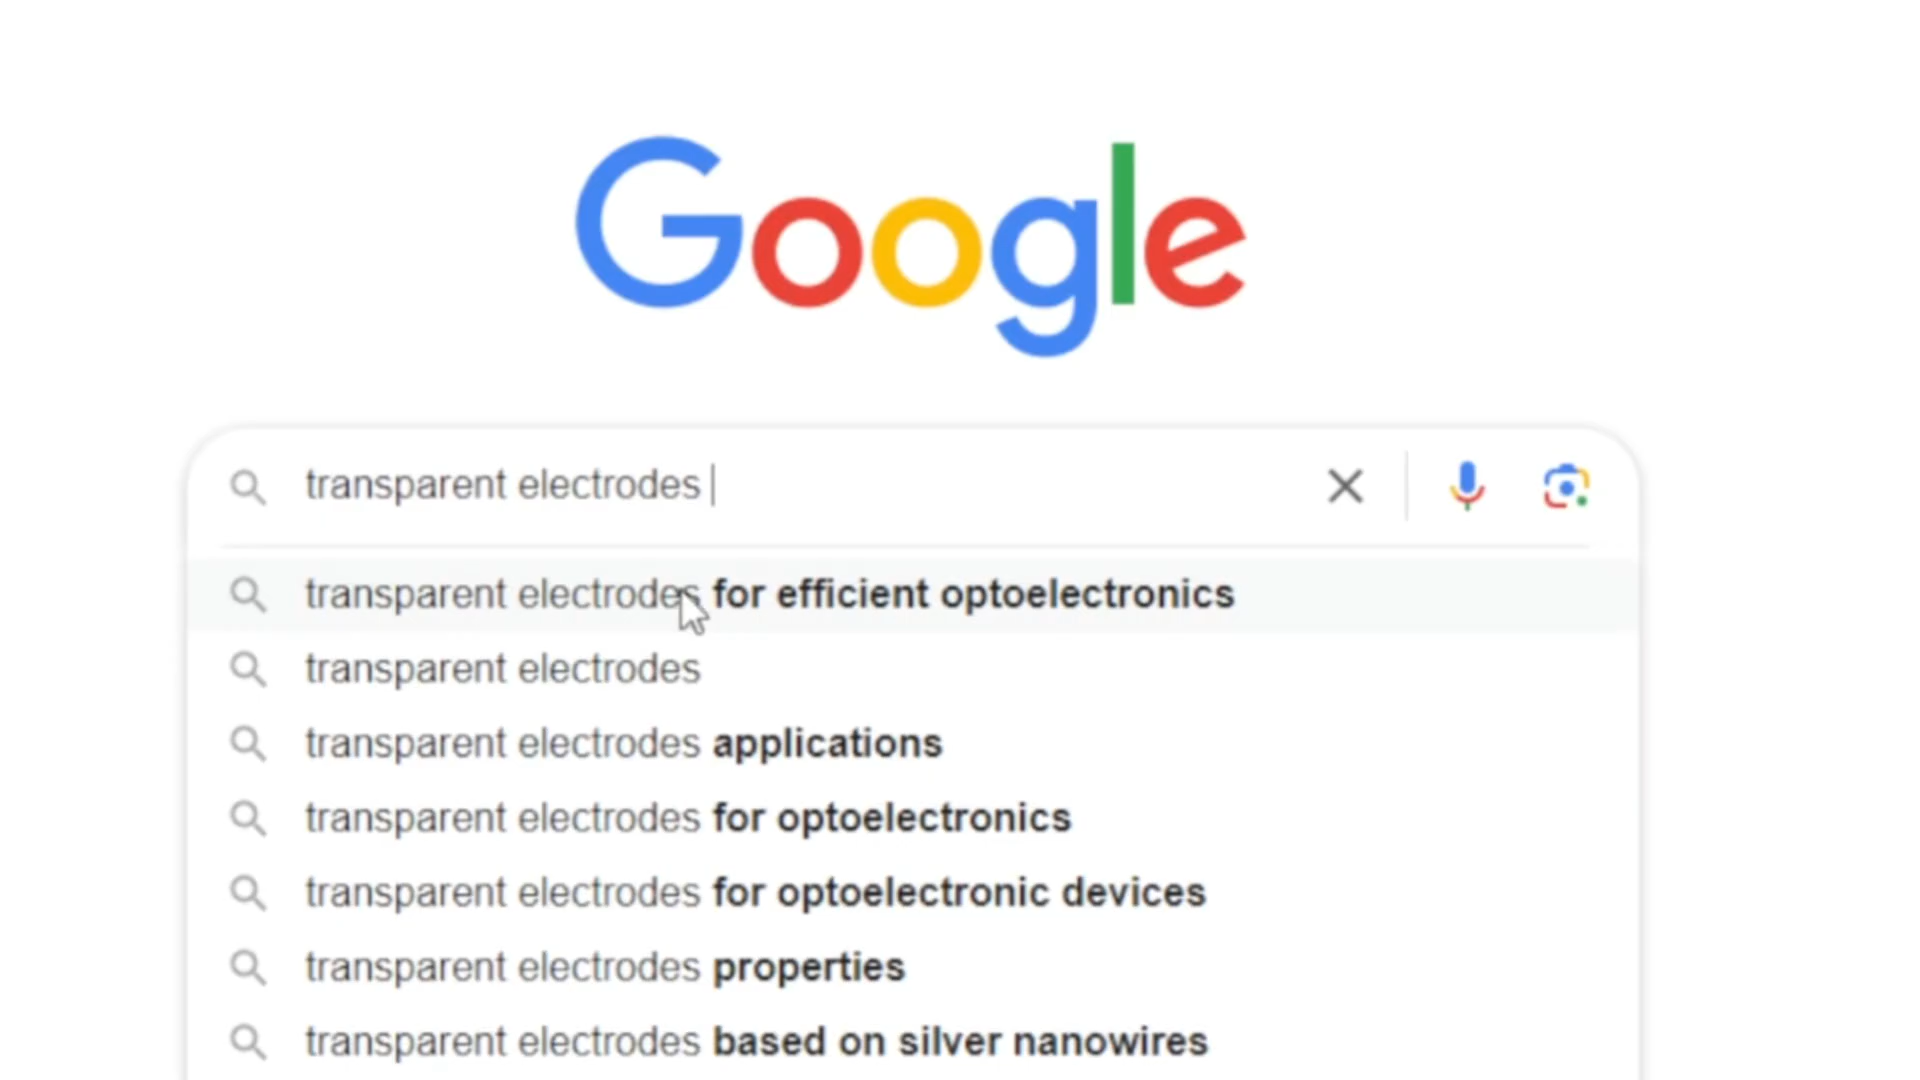 Google
transparent electrodes
transparent electrodes for efficient optoelectronics
transparent electrodes
transparent electrodes applications
transparent electrodes for optoelectronics
transparent electrodes for optoelectronic devices
transparent electrodes properties
transparent electrodes based on silver nanowires